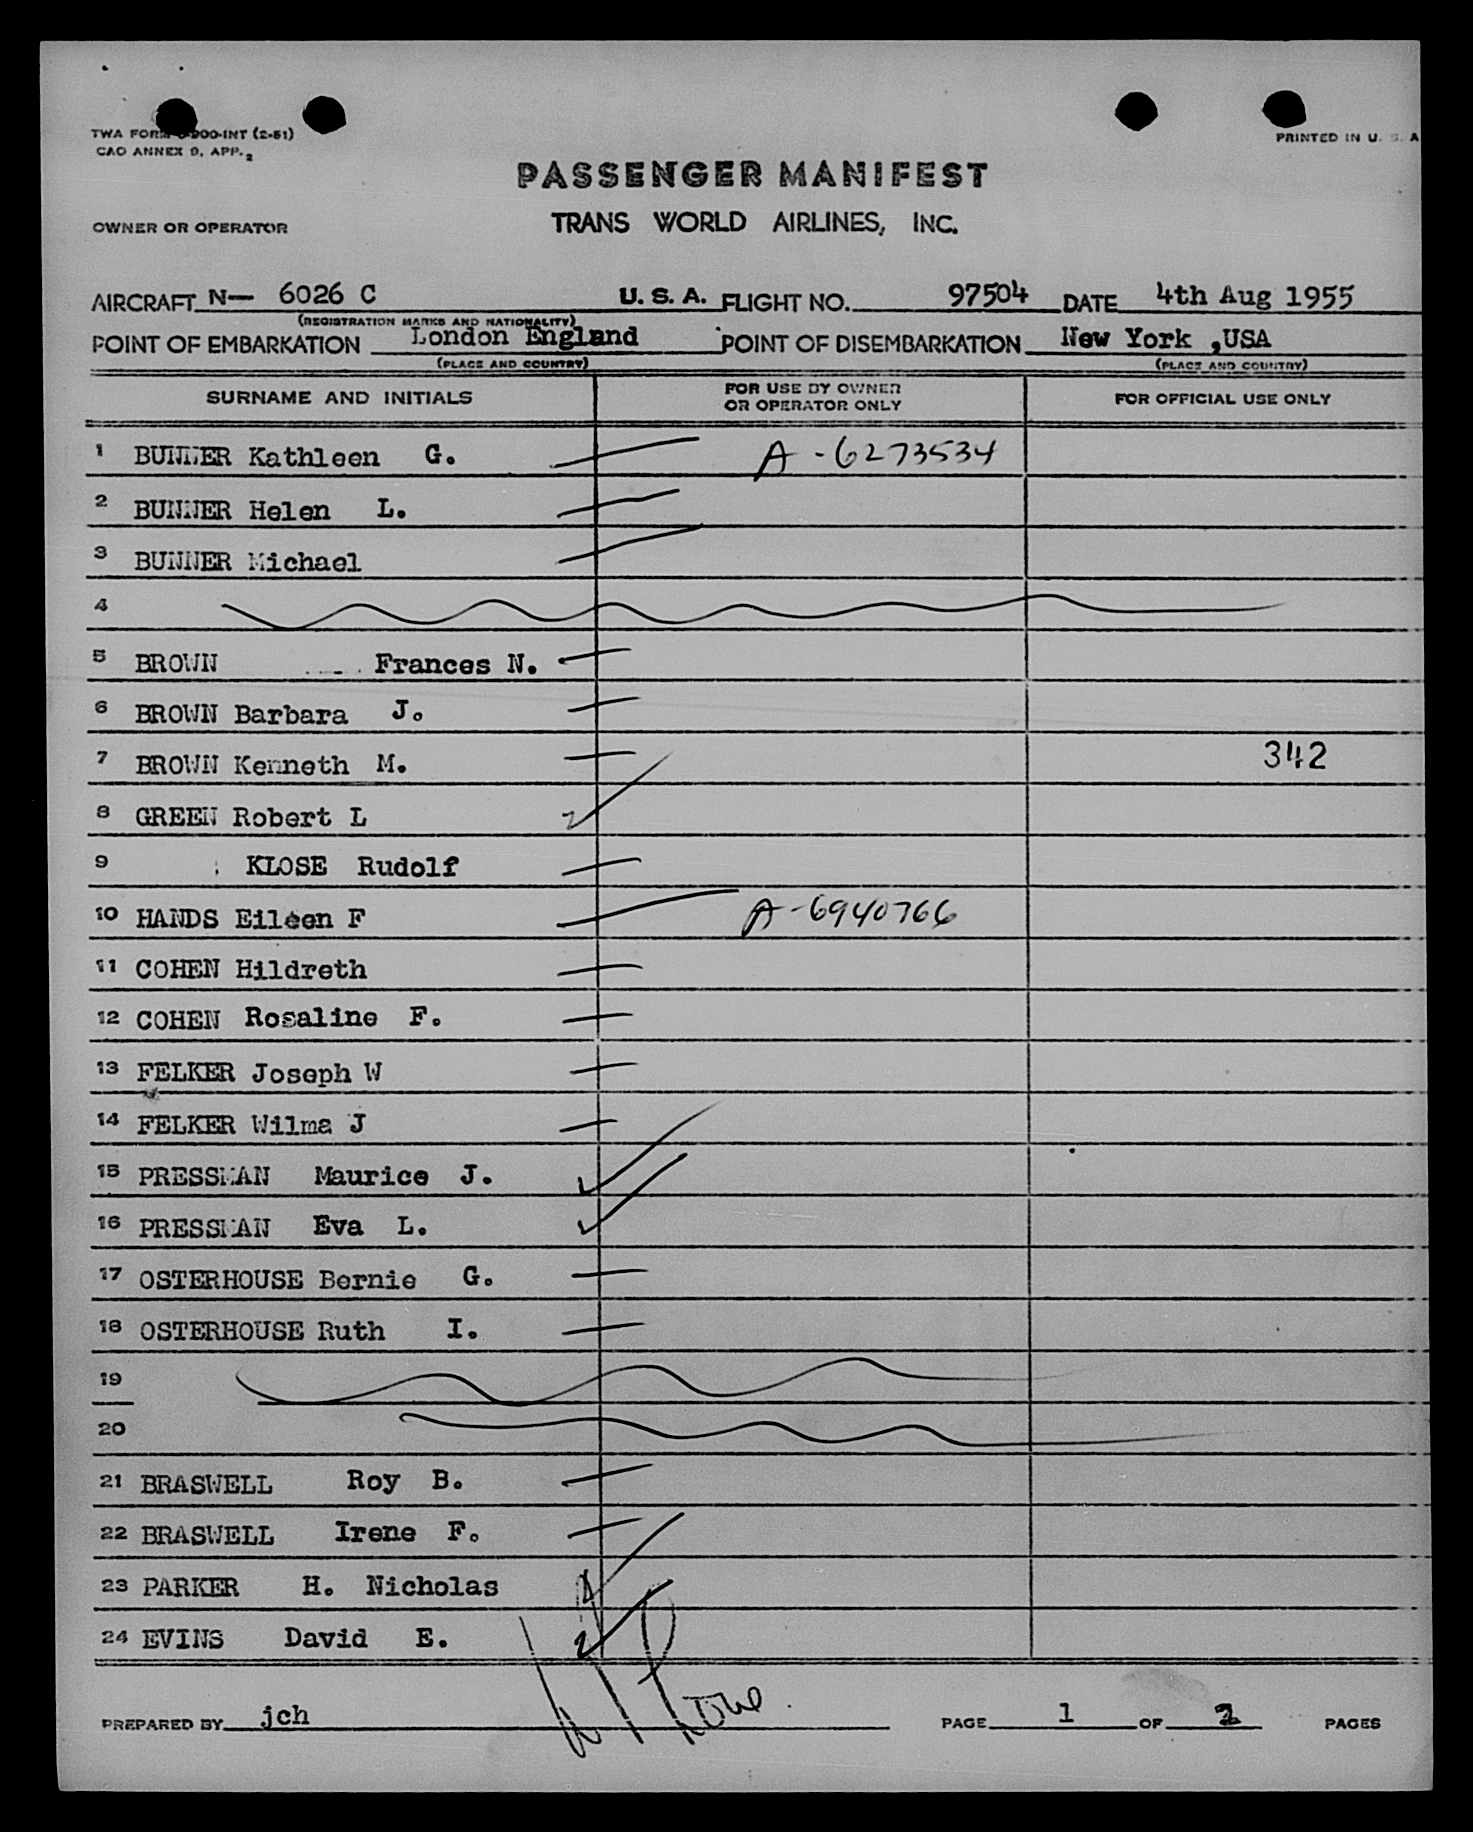 TWA FORM 0-900-INT (2-51)
CAO ANNEX 9, APP. 2
PRINTED IN U. S. A
PASSENGER MANIFEST
OWNER OR OPERATOR TRANS WORLD AIRLINES, INC.
AIRCRAFT N— 6026 C U. S. A. FLIGHT NO. 97504 DATE 4th Aug 1955
(REGISTRATION MARKS AND NATIONALITY)
POINT OF EMBARKATION London England POINT OF DISEMBARKATION New York ,USA
(PLACE AND COUNTRY) (PLACE AND COUNTRY)
SURNAME AND INITIALS FOR USE BY OWNER OR OPERATOR ONLY FOR OFFICIAL USE ONLY
1 BUNNER Kathleen G. A-6273534
2 BUNNER Helen L.
3 BUNNER Michael
4
5 BROWN Frances N.
6 BROWN Barbara J.
7 BROWN Kenneth M. 342
8 GREEN Robert L
9 KLOSE Rudolf
10 HANDS Eileen F A-6940766
11 COHEN Hildreth
12 COHEN Rosaline F.
13 FELKER Joseph W
14 FELKER Wilma J
15 PRESSMAN Maurice J.
16 PRESSMAN Eva L.
17 OSTERHOUSE Bernie G.
18 OSTERHOUSE Ruth I.
19
20
21 BRASWELL Roy B.
22 BRASWELL Irene F.
23 PARKER H. Nicholas
24 EVINS David E.
PREPARED BY jch PAGE 1 OF 2 PAGES